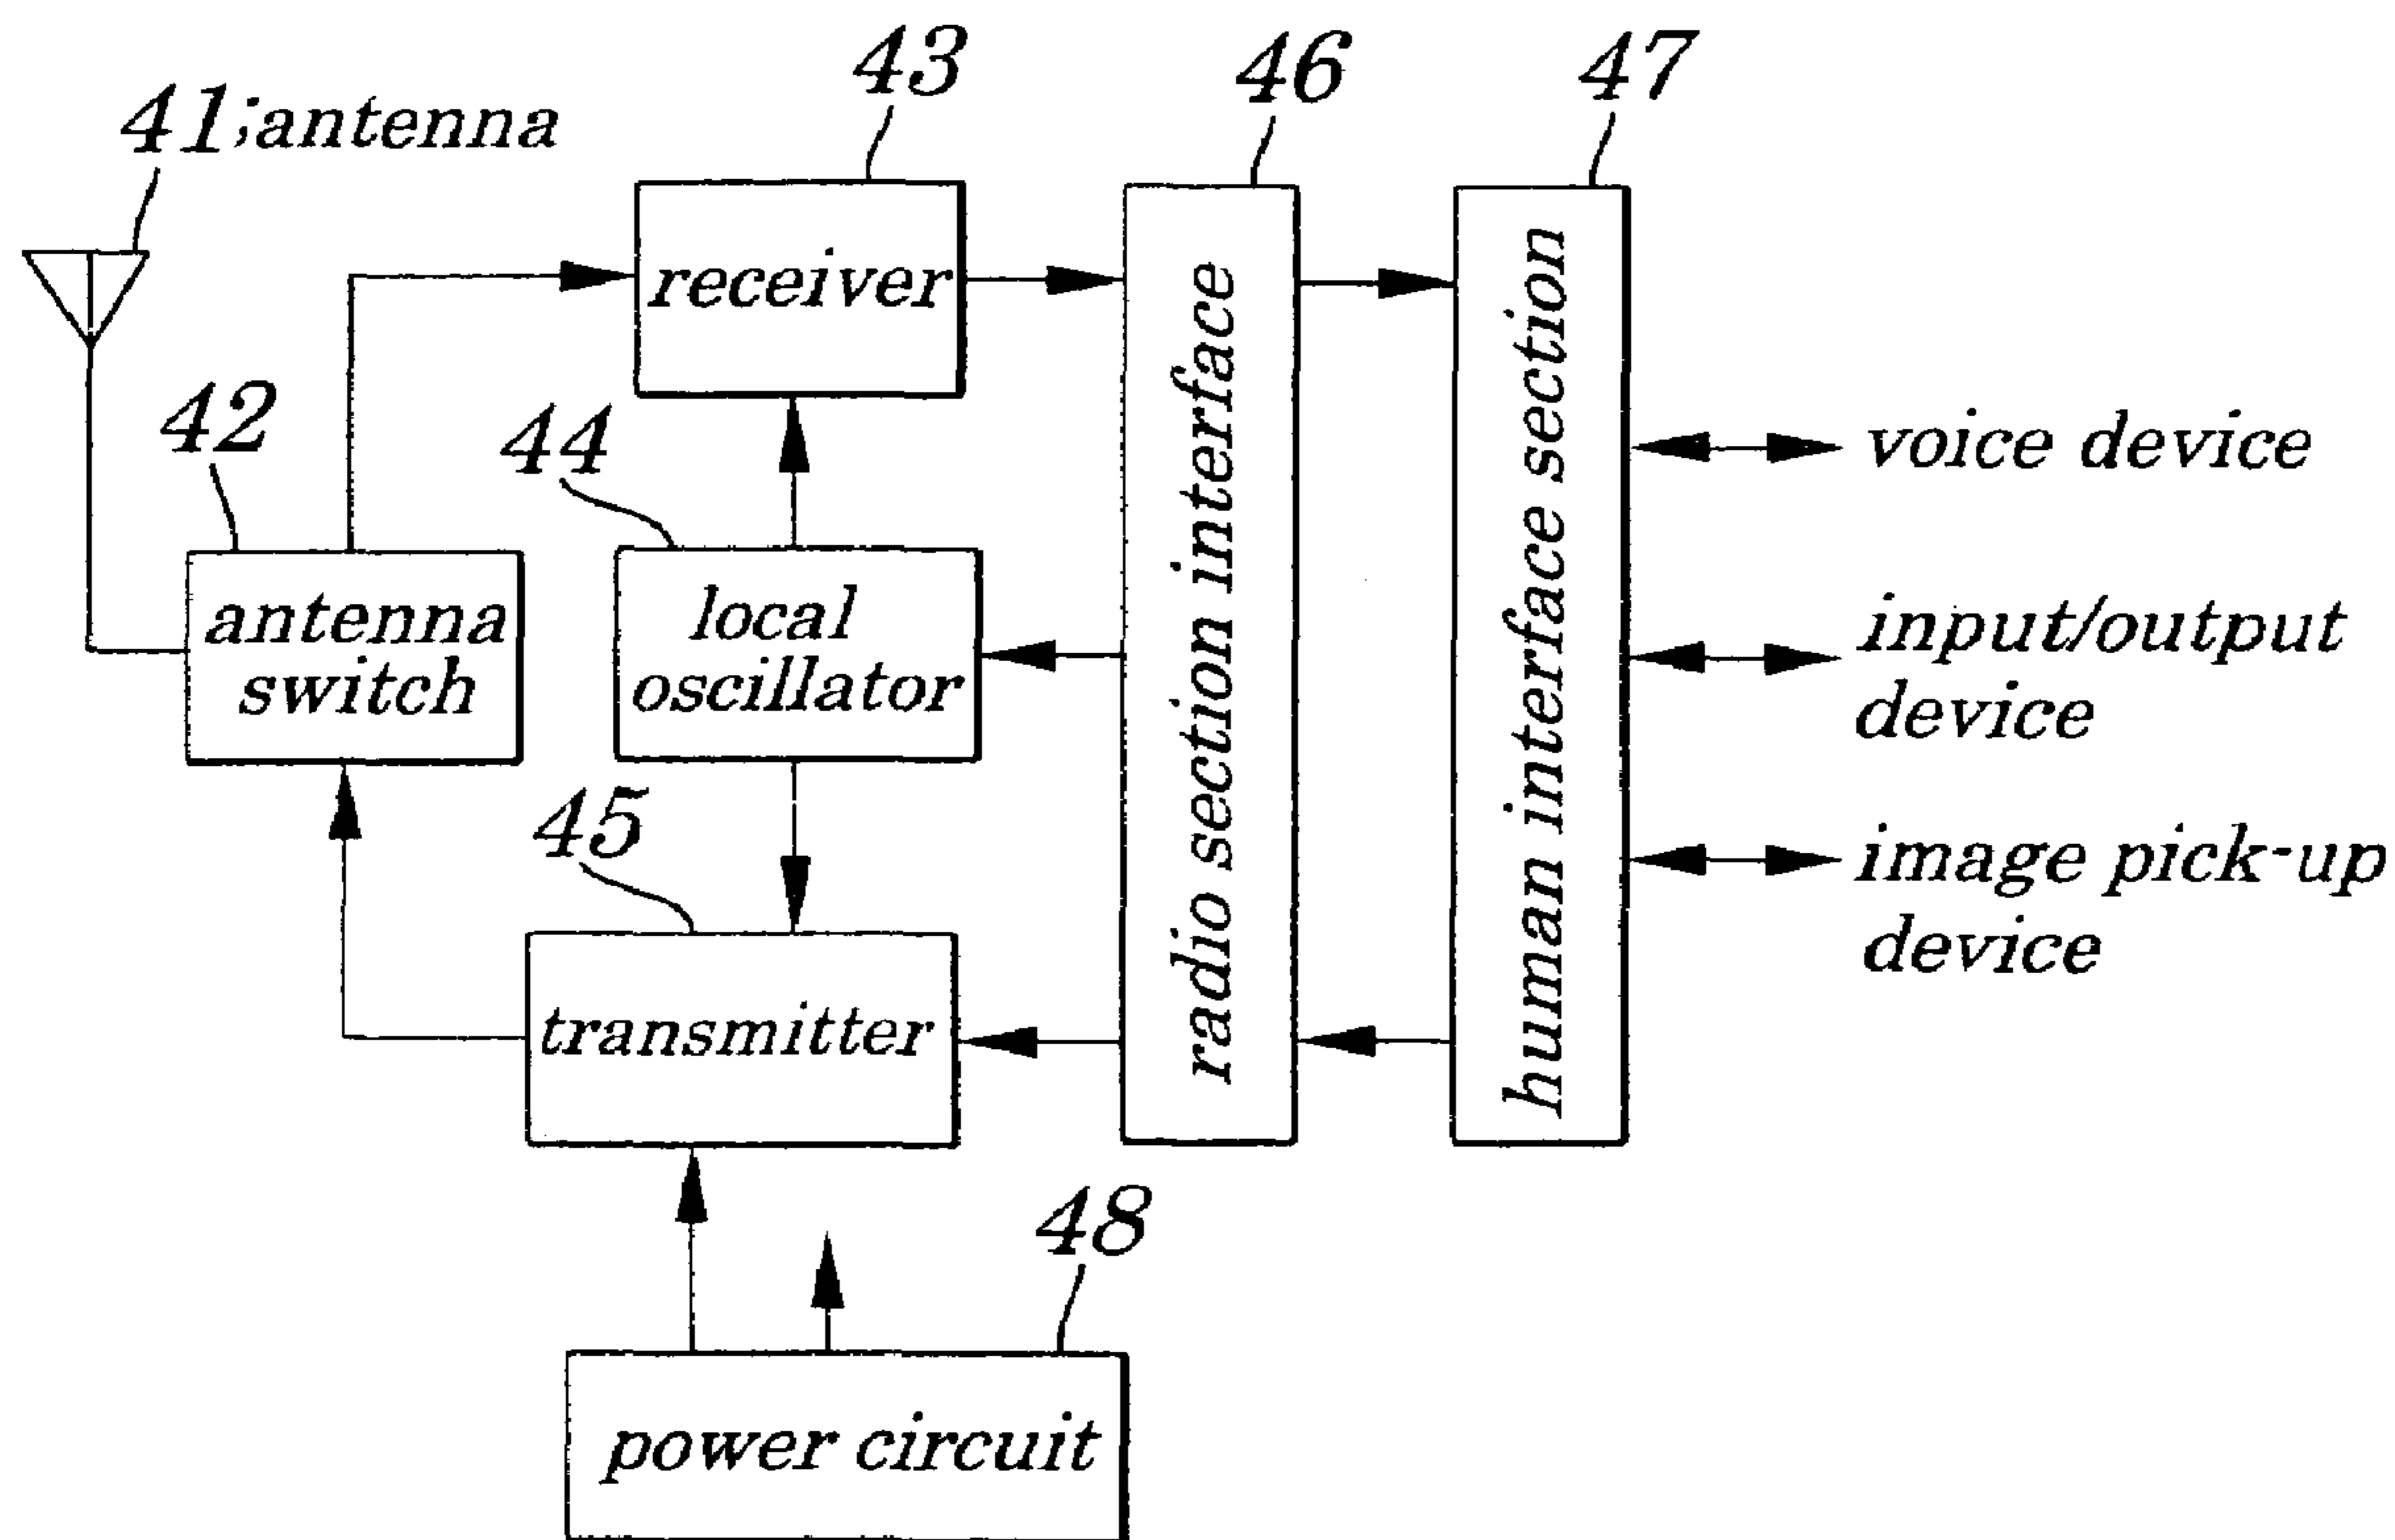 43
46
47
41;antenna
receiver
42
44
voice device
antenna
switch
local
oscillator
radio section interface
human interface section
input/output
device
45
image pick-up
device
transmitter
48
power circuit